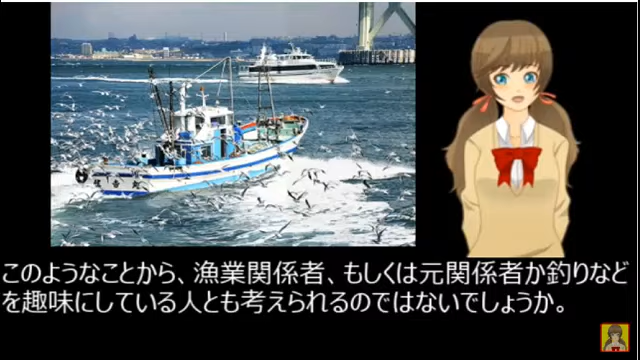 このようなことから、漁業関係者、もしくは元関係者か釣りなど
を趣味にしている人とも考えられるのではないでしょうか。